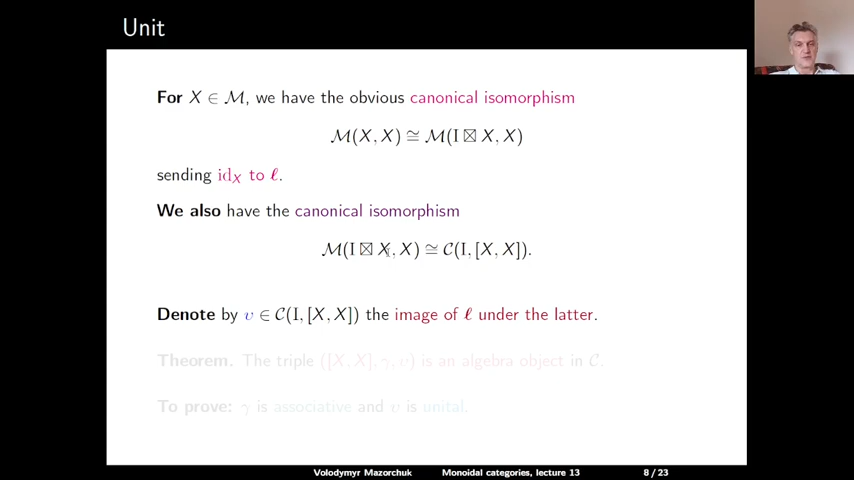 Unit
For X ∈ ℳ, we have the obvious canonical isomorphism
ℳ(X, X) ≅ ℳ(I ⊠ X, X)
sending id_X to ℓ.
We also have the canonical isomorphism
ℳ(I ⊠ X, X) ≅ 𝒞(I, [X, X]).
Denote by υ ∈ 𝒞(I, [X, X]) the image of ℓ under the latter.
Theorem. The triple ([X, X], γ, υ) is an algebra object in 𝒞.
To prove: γ is associative and υ is unital.
Volodymyr Mazorchuk Monoidal categories, lecture 13 8 / 23